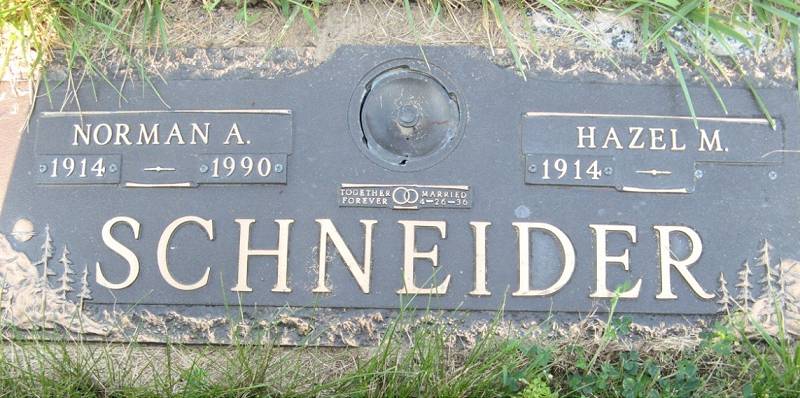 NORMAN A.
1914 1990
HAZEL M.
1914
TOGETHER MARRIED
FOREVER 4-26-36
SCHNEIDER